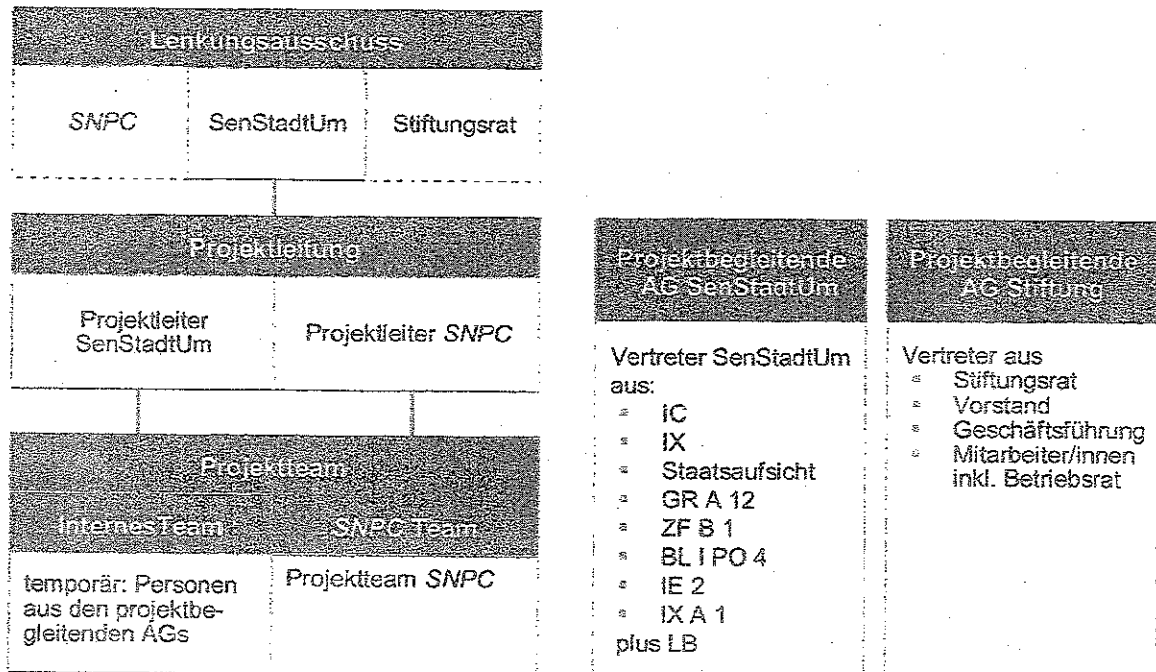 Lenkungsausschuss
SNPC
SenStadtUm
Stiftungsrat
Projektleitung
Projektleiter
SenStadtUm
Projektleiter SNPC
Projektteam
InternesTeam
SNPC Team
temporär: Personen
aus den projektbe-
gleitenden AGs
Projektteam SNPC
Projektbegleitende
AG SenStadtUm
Vertreter SenStadtUm
aus:
IC
IX
Staatsaufsicht
GR A 12
ZF B 1
BL I PO 4
IE 2
IX A 1
plus LB
Projektbegleitende
AG Stiftung
Vertreter aus
Stiftungsrat
Vorstand
Geschäftsführung
Mitarbeiter/innen
inkl. Betriebsrat